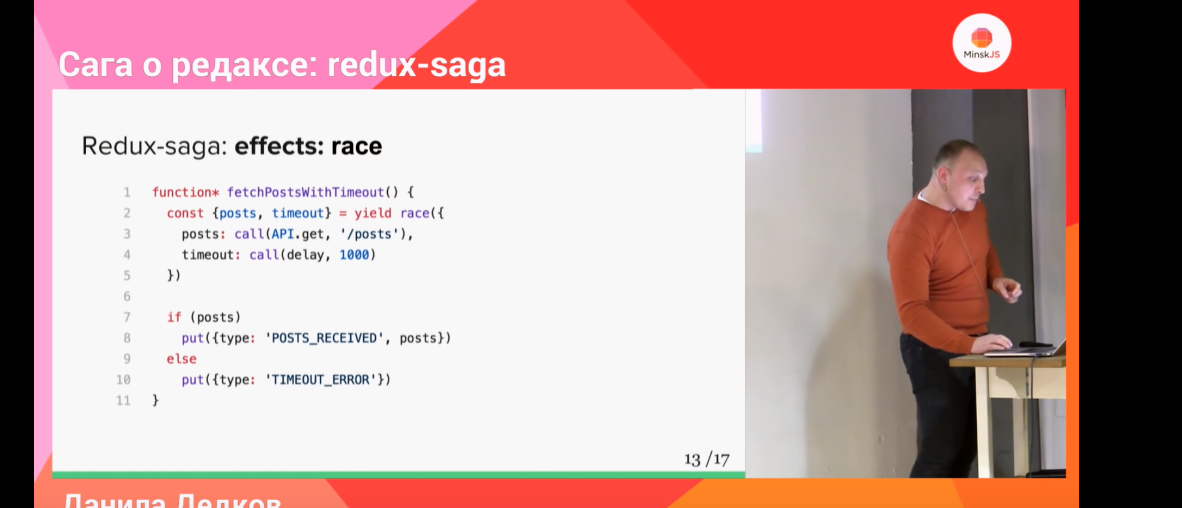 Сага о редаксе: redux-saga
MinskJS
Redux-saga: effects: race
1 function* fetchPostsWithTimeout() {
2 const {posts, timeout} = yield race({
3 posts: call(API.get, '/posts'),
4 timeout: call(delay, 1000)
5 })
6
7 if (posts)
8 put({type: 'POSTS_RECEIVED', posts})
9 else
10 put({type: 'TIMEOUT_ERROR'})
11 }
13 /17